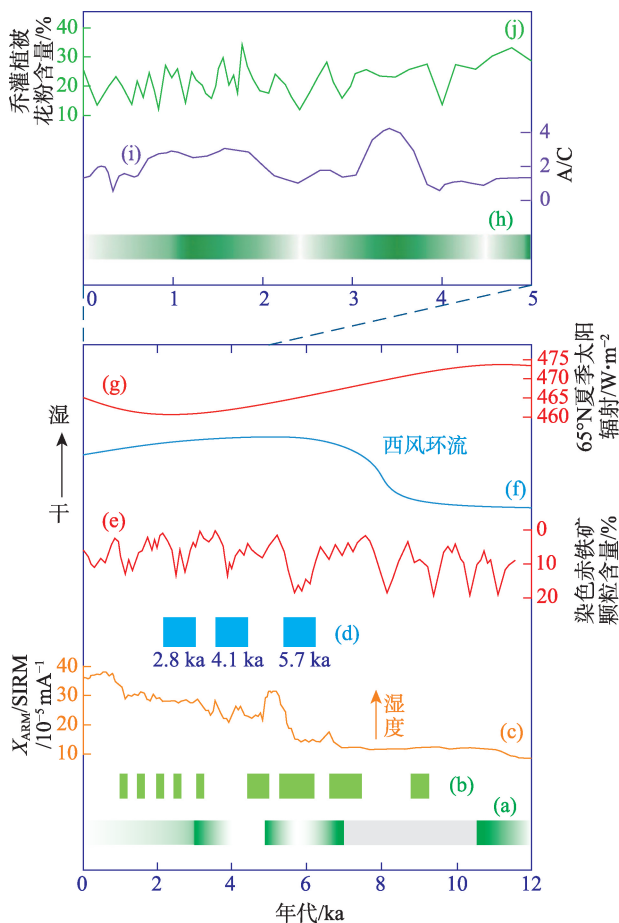 乔灌植被
花粉含量/%
40
30
20
10
(j)
(i)
4
2
0
A/C
(h)
0 1 2 3 4 5
湿
干
(g)
475
470
465
460
65°N夏季太阳
辐射/W·m⁻²
西风环流
(f)
(e)
0
10
20
染色赤铁矿
颗粒含量/%
(d)
2.8 ka 4.1 ka 5.7 ka
X_ARM/SIRM
/10⁻⁵ mA⁻¹
40
30
20
10
湿度
(c)
(b)
(a)
0 2 4 6 8 10 12
年代/ka